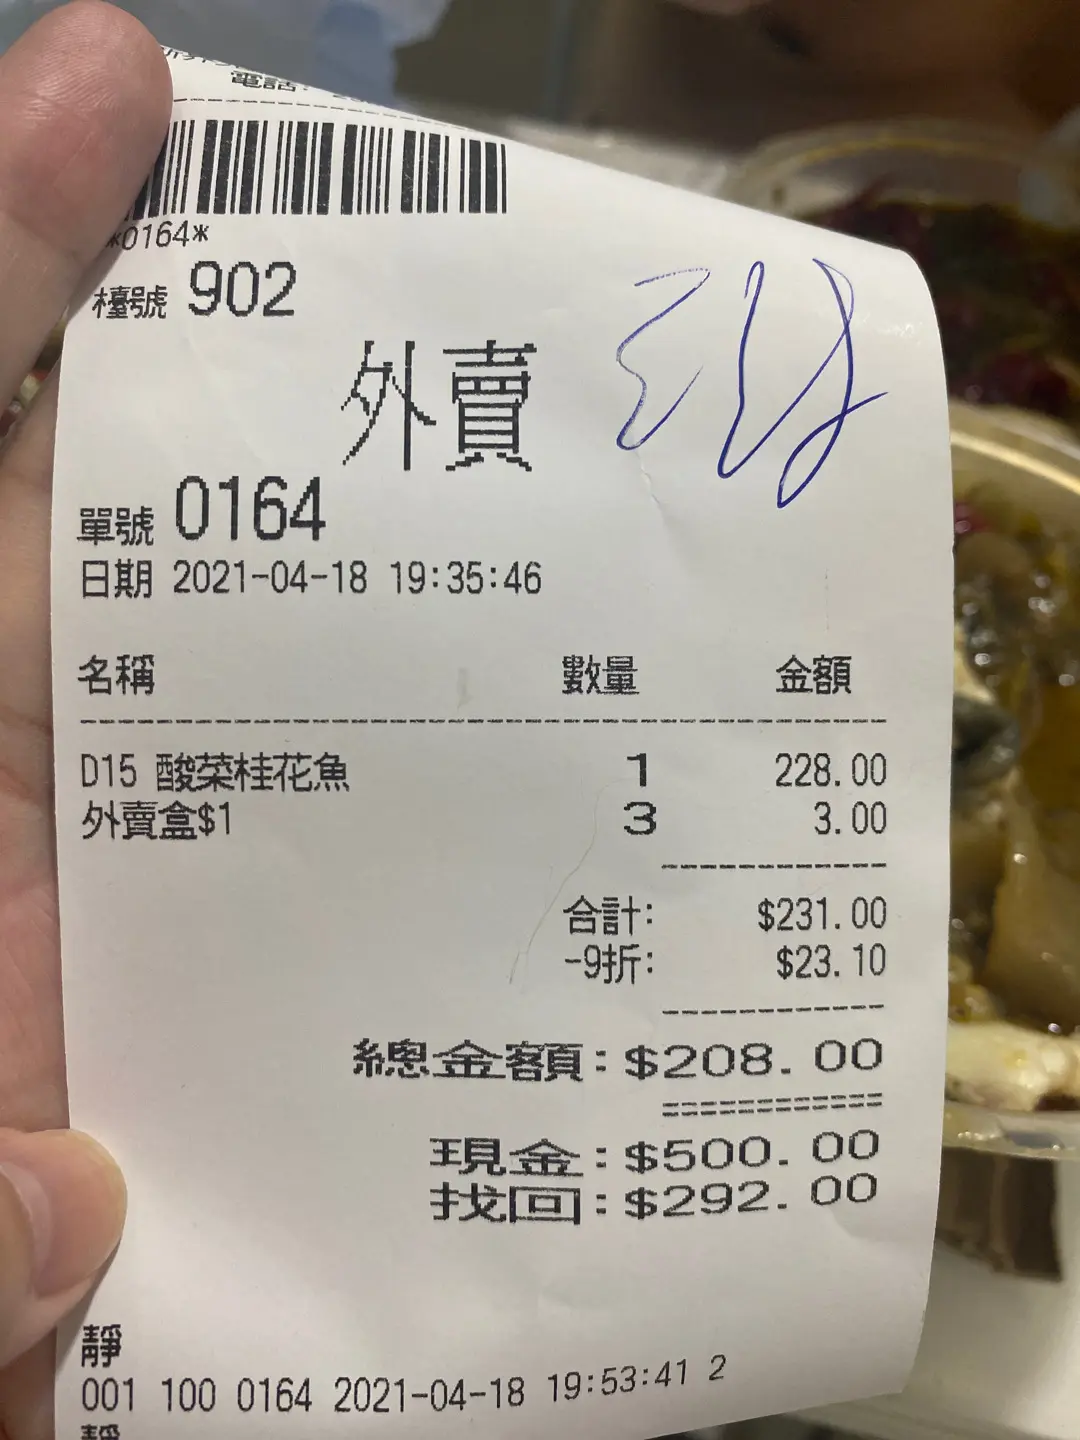 電話:
*0164*
檯號 902
外賣
單號 0164
日期 2021-04-18 19:35:46
名稱 數量 金額
D15 酸菜桂花魚 1 228.00
外賣盒$1 3 3.00
合計: $231.00
-9折: $23.10
總金額: $208.00
現金: $500.00
找回: $292.00
靜
001 100 0164 2021-04-18 19:53:41 2